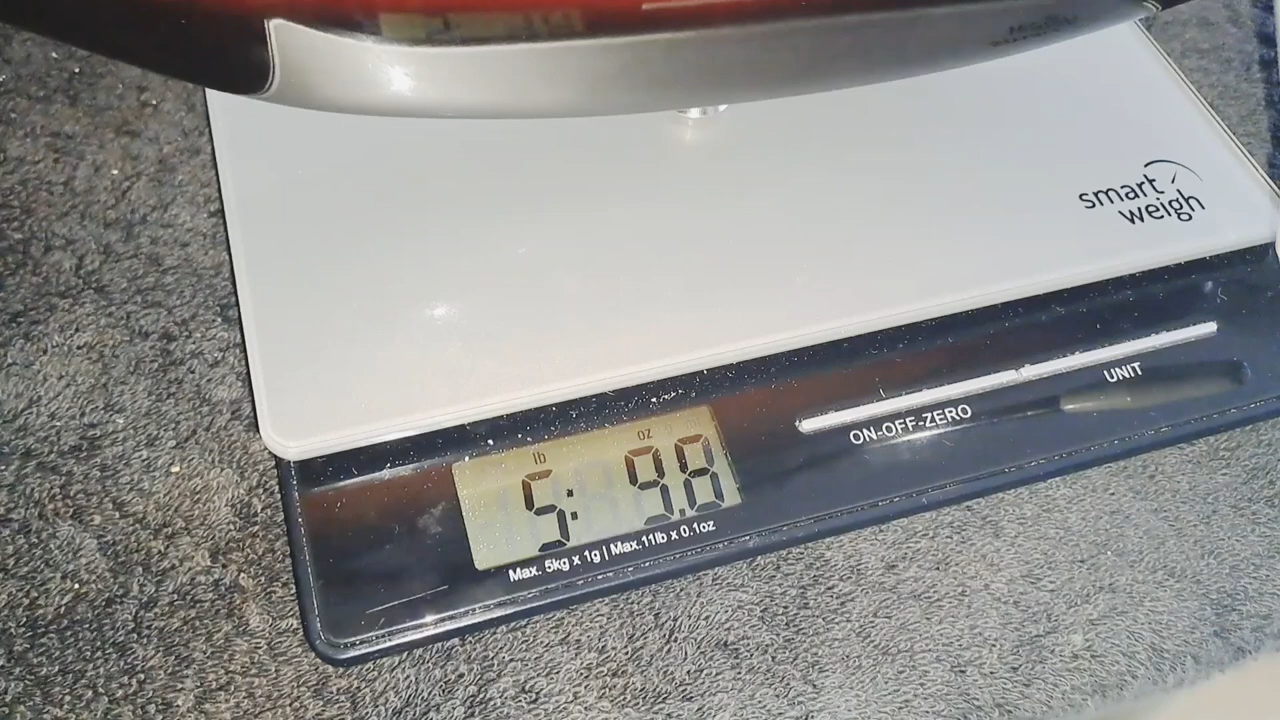 smart
weigh
UNIT
ON-OFF-ZERO
lb oz
5: 9.8
Max. 5kg x 1g | Max.11lb x 0.1oz